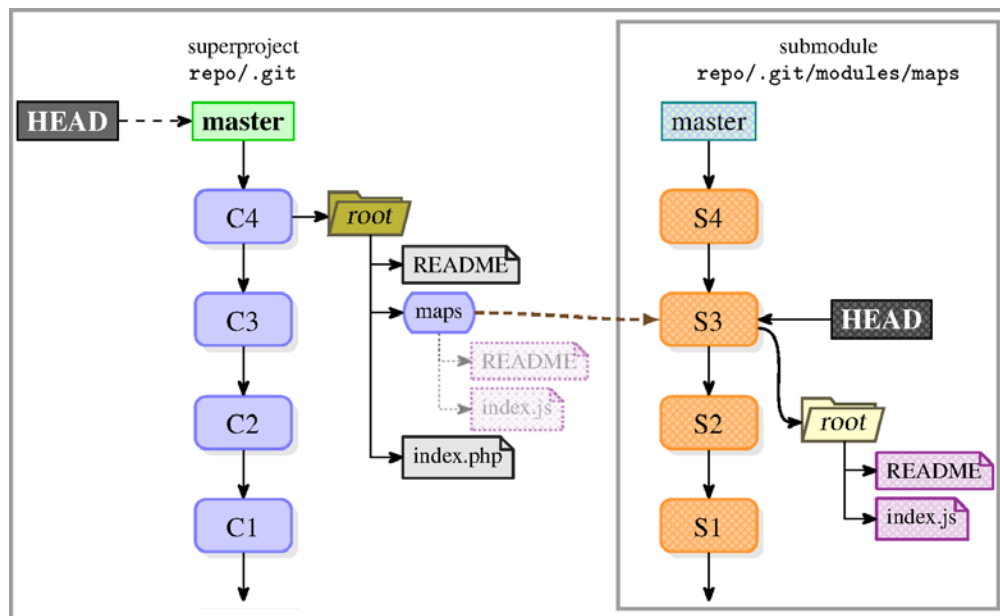 superproject
repo/.git
HEAD
master
C4
root
README
C3
maps
README
index.js
C2
index.php
C1
submodule
repo/.git/modules/maps
master
S4
S3
HEAD
S2
root
README
index.js
S1